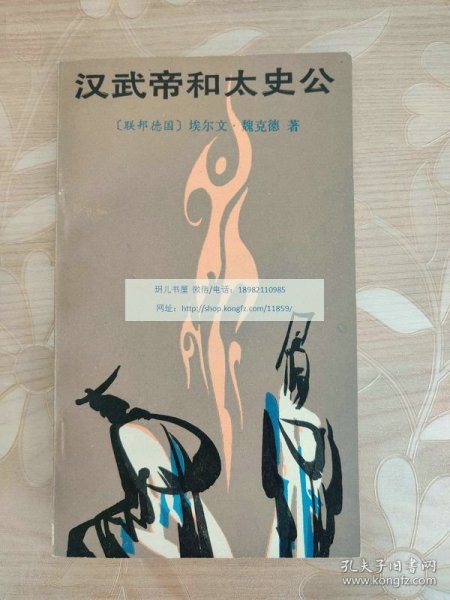 汉武帝和太史公
〔联邦德国〕埃尔文·魏克德 著
玥儿书屋 微信/电话：18982110985
网址：http://shop.kongfz.com/11859/
孔夫子旧书网
www.kongfz.com